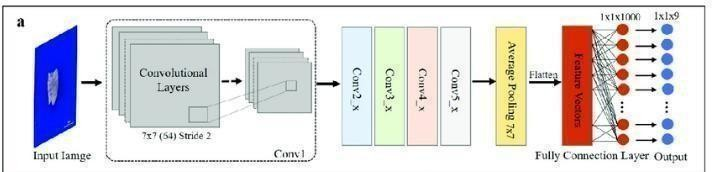 a
Input Iamge
Convolutional
Layers
7x7 (64) Stride 2
Conv1
Conv2_x
Conv3_x
Conv4_x
Conv5_x
Average Pooling 7x7
Flatten
Feature Vectors
1x1x1000
1x1x9
Fully Connection Layer
Output